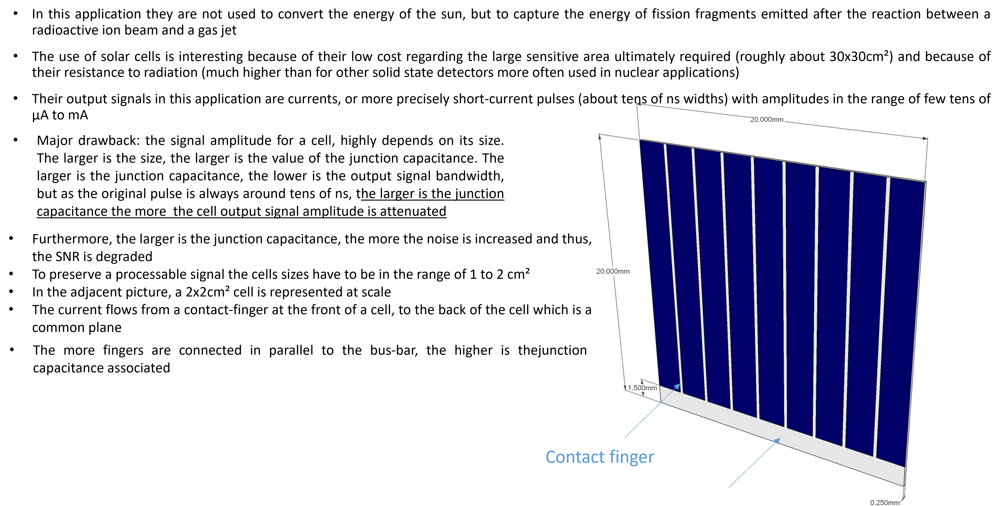 • In this application they are not used to convert the energy of the sun, but to capture the energy of fission fragments emitted after the reaction between a
radioactive ion beam and a gas jet
• The use of solar cells is interesting because of their low cost regarding the large sensitive area ultimately required (roughly about 30x30cm²) and because of
their resistance to radiation (much higher than for other solid state detectors more often used in nuclear applications)
• Their output signals in this application are currents, or more precisely short-current pulses (about tens of ns widths) with amplitudes in the range of few tens of
µA to mA
• Major drawback: the signal amplitude for a cell, highly depends on its size.
The larger is the size, the larger is the value of the junction capacitance. The
larger is the junction capacitance, the lower is the output signal bandwidth,
but as the original pulse is always around tens of ns, the larger is the junction
capacitance the more the cell output signal amplitude is attenuated
• Furthermore, the larger is the junction capacitance, the more the noise is increased and thus,
the SNR is degraded
• To preserve a processable signal the cells sizes have to be in the range of 1 to 2 cm²
• In the adjacent picture, a 2x2cm² cell is represented at scale
• The current flows from a contact-finger at the front of a cell, to the back of the cell which is a
common plane
• The more fingers are connected in parallel to the bus-bar, the higher is thejunction
capacitance associated
20,000mm
20,000mm
1,500mm
Contact finger
0,250mm